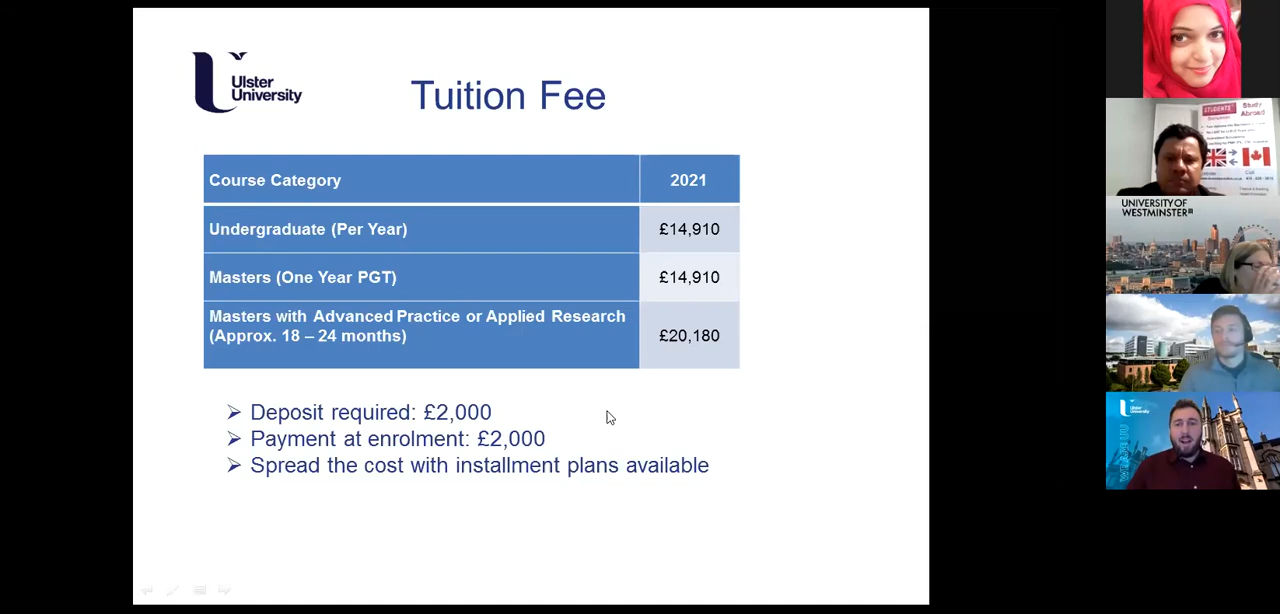 Ulster
University
Tuition Fee
Course Category 2021
Undergraduate (Per Year) £14,910
Masters (One Year PGT) £14,910
Masters with Advanced Practice or Applied Research
(Approx. 18 – 24 months) £20,180
➢ Deposit required: £2,000
➢ Payment at enrolment: £2,000
➢ Spread the cost with installment plans available
STUDENTS
Study
Abroad
UNIVERSITY OF
WESTMINSTER
Ulster
University